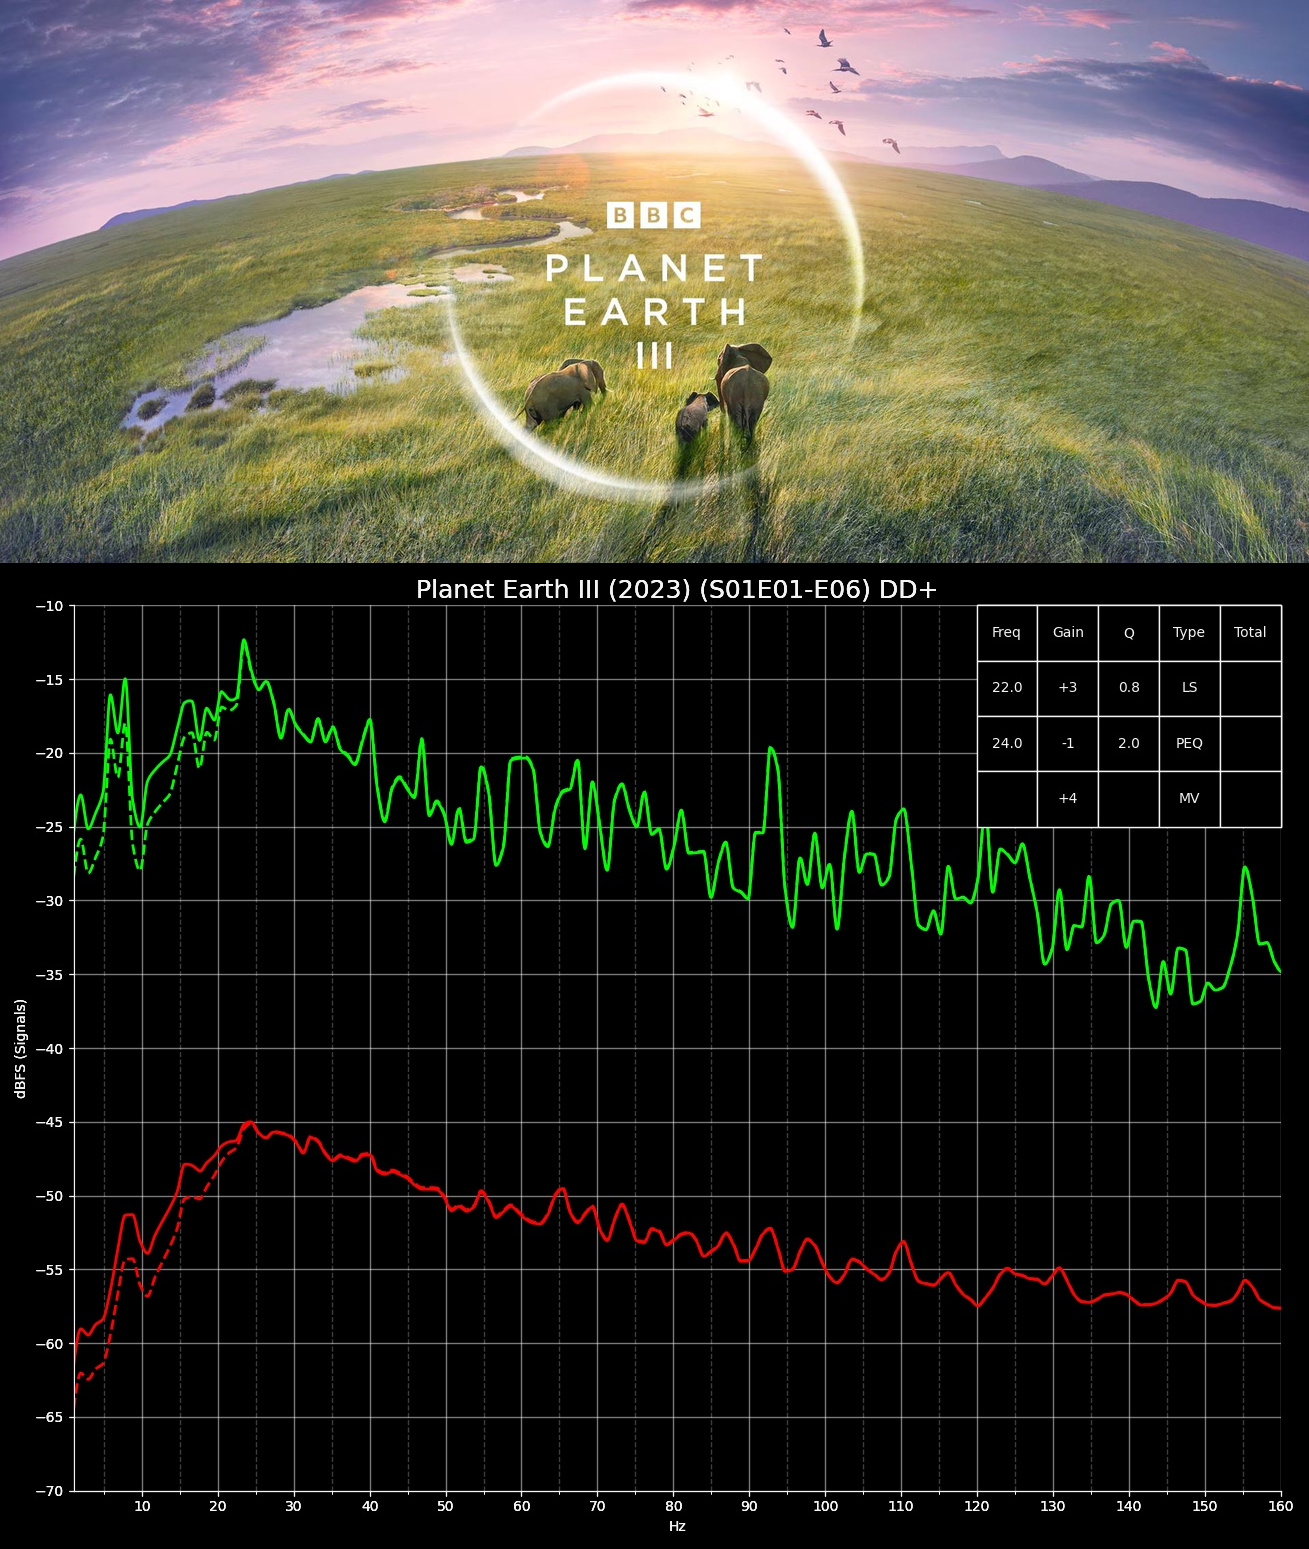 BBC
PLANET
EARTH
III
Planet Earth III (2023) (S01E01-E06) DD+
Freq Gain Q Type Total
22.0 +3 0.8 LS
24.0 -1 2.0 PEQ
+4 MV
−10
−15
−20
−25
−30
−35
−40
−45
−50
−55
−60
−65
−70
dBFS (Signals)
10 20 30 40 50 60 70 80 90 100 110 120 130 140 150 160
Hz